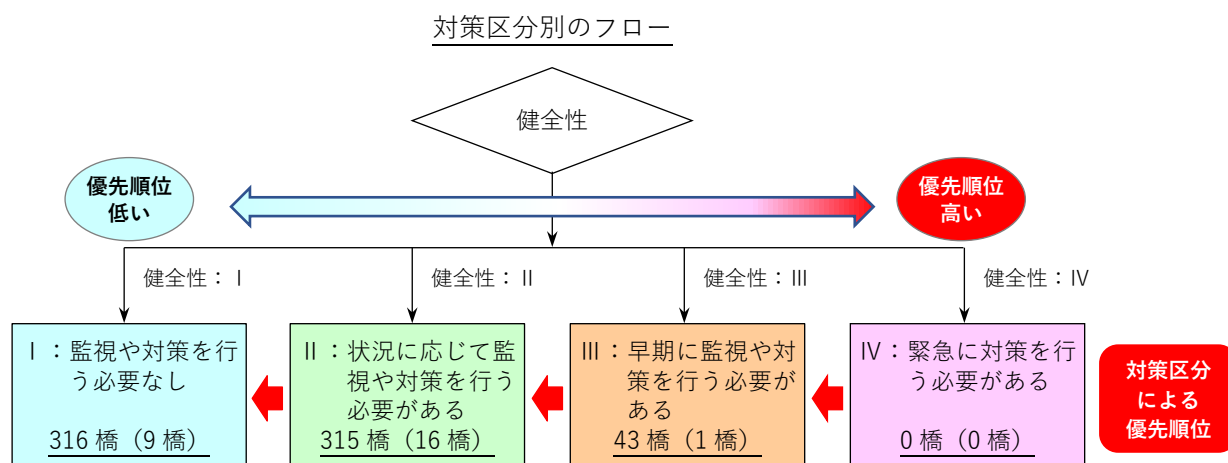 対策区分別のフロー
健全性
優先順位
低い
優先順位
高い
健全性：Ⅰ
健全性：Ⅱ
健全性：Ⅲ
健全性：Ⅳ
Ⅰ：監視や対策を行
う必要なし
316 橋（9 橋）
Ⅱ：状況に応じて監
視や対策を行う
必要がある
315 橋（16 橋）
Ⅲ：早期に監視や対
策を行う必要が
ある
43 橋（1 橋）
Ⅳ：緊急に対策を行
う必要がある
0 橋（0 橋）
対策区分
による
優先順位